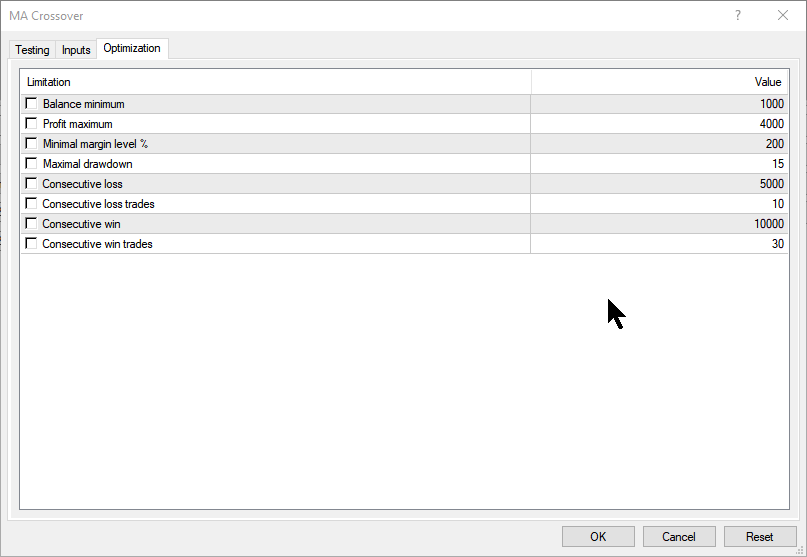 MA Crossover ?
Testing Inputs Optimization
Limitation Value
Balance minimum 1000
Profit maximum 4000
Minimal margin level % 200
Maximal drawdown 15
Consecutive loss 5000
Consecutive loss trades 10
Consecutive win 10000
Consecutive win trades 30
OK Cancel Reset